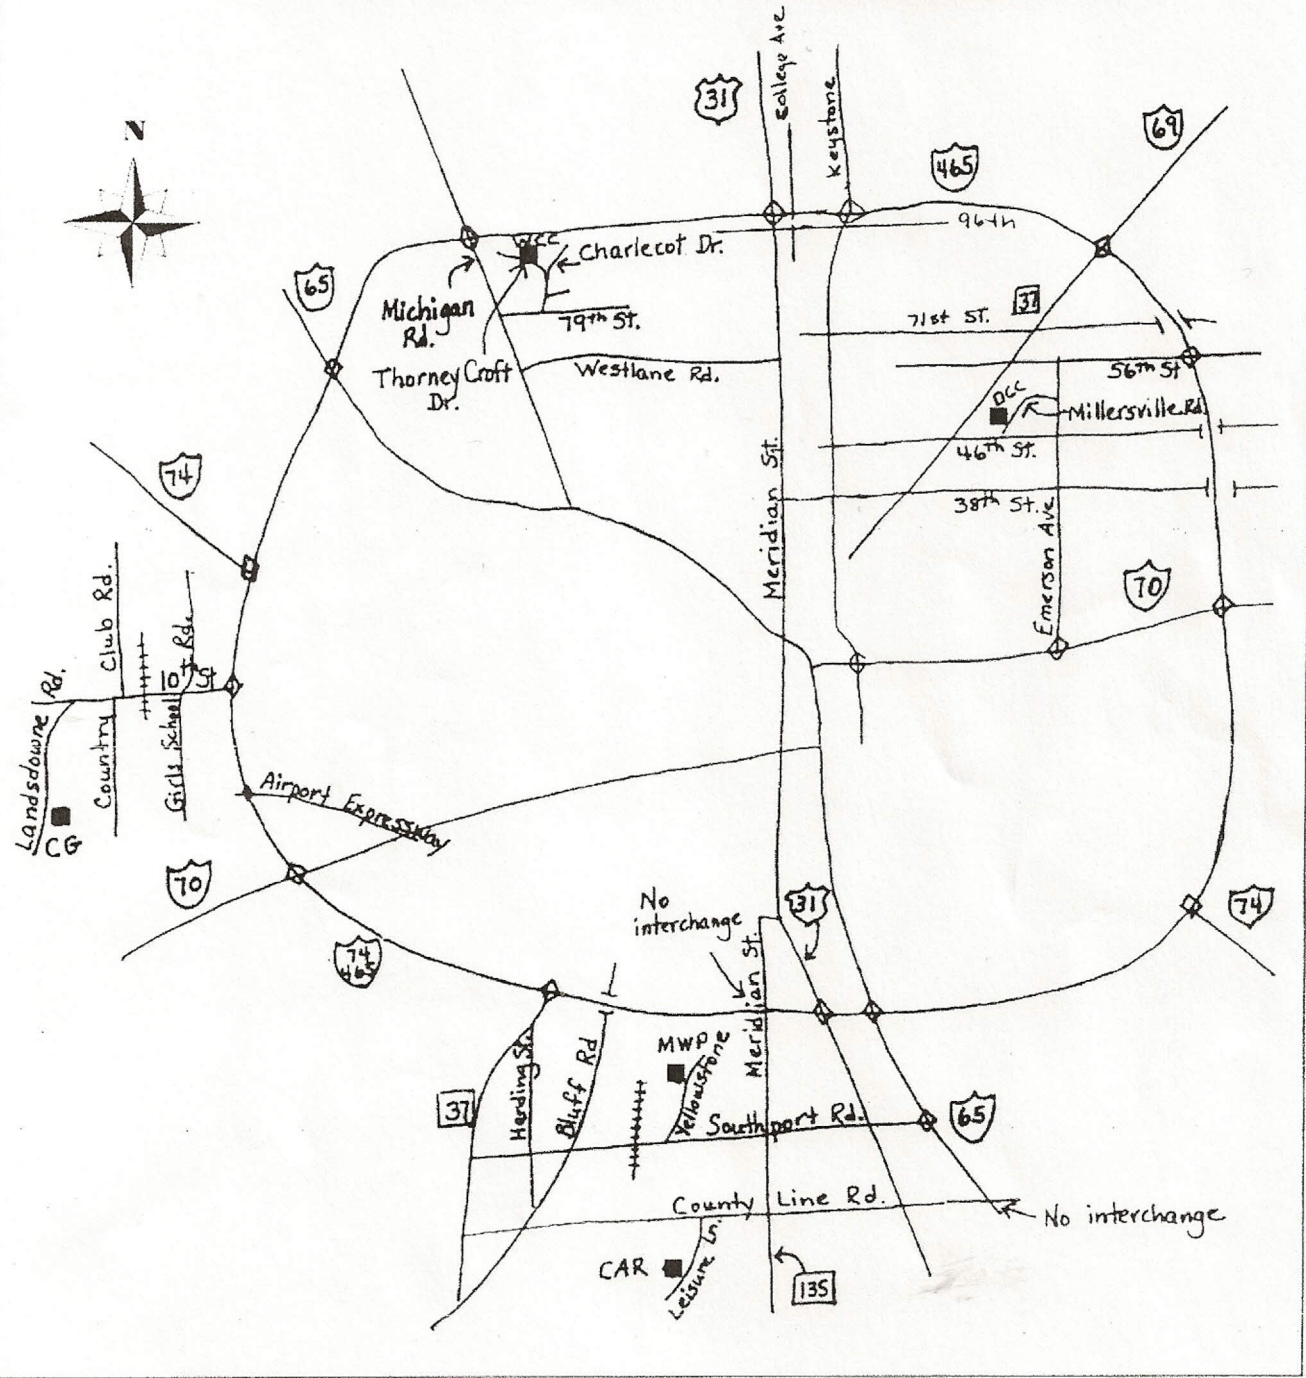 College Ave
31
Keystone
69
465
N
96th
Charlecot Dr.
65
37
Michigan
Rd.
71st St.
79th St.
Thorney Croft
Dr.
Westlane Rd.
56th St
DCC
Millersville Rd
74
46th St.
Meridian St.
38th St.
Emerson Ave
70
Country Club Rd.
Girls School Rd.
10th St
Landsdowne Rd.
CG
Airport Expressway
70
No
interchange
31
74
74
465
Meridian St.
MWP
Yellowstone
Harding St.
Bluff Rd
37
Southport Rd.
65
County Line Rd.
No interchange
CAR
Leisure Ln.
135